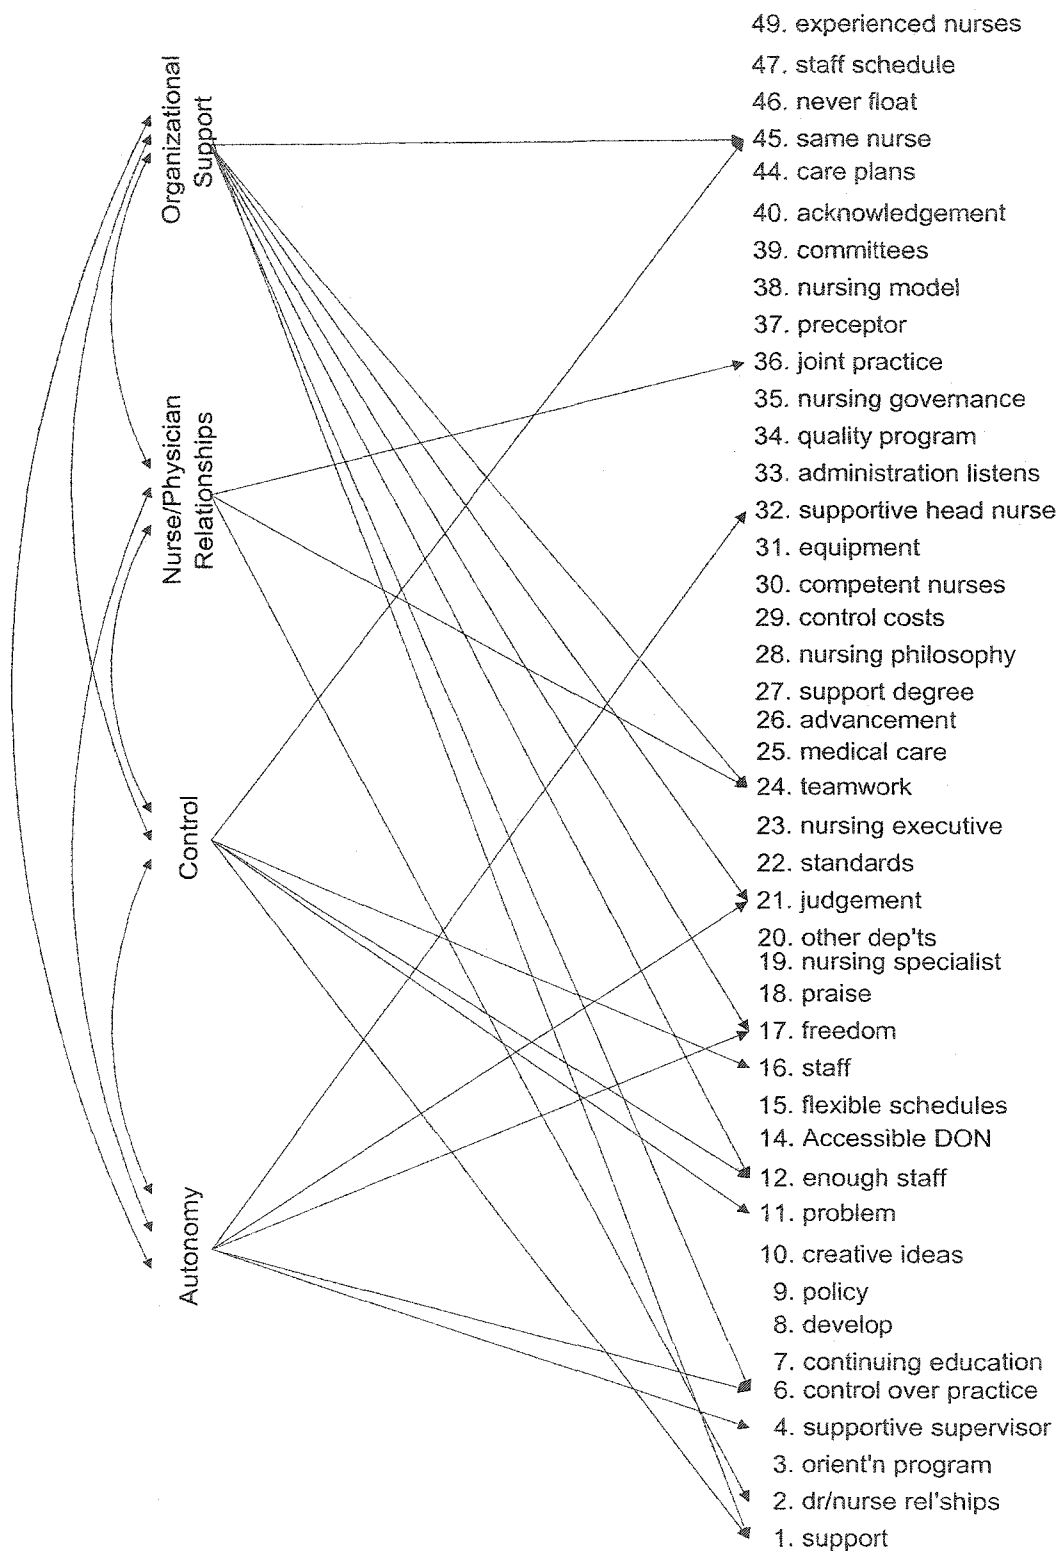 Organizational
Support
Nurse/Physician
Relationships
Control
Autonomy
49. experienced nurses
47. staff schedule
46. never float
45. same nurse
44. care plans
40. acknowledgement
39. committees
38. nursing model
37. preceptor
36. joint practice
35. nursing governance
34. quality program
33. administration listens
32. supportive head nurse
31. equipment
30. competent nurses
29. control costs
28. nursing philosophy
27. support degree
26. advancement
25. medical care
24. teamwork
23. nursing executive
22. standards
21. judgement
20. other dep'ts
19. nursing specialist
18. praise
17. freedom
16. staff
15. flexible schedules
14. Accessible DON
12. enough staff
11. problem
10. creative ideas
9. policy
8. develop
7. continuing education
6. control over practice
4. supportive supervisor
3. orient'n program
2. dr/nurse rel'ships
1. support